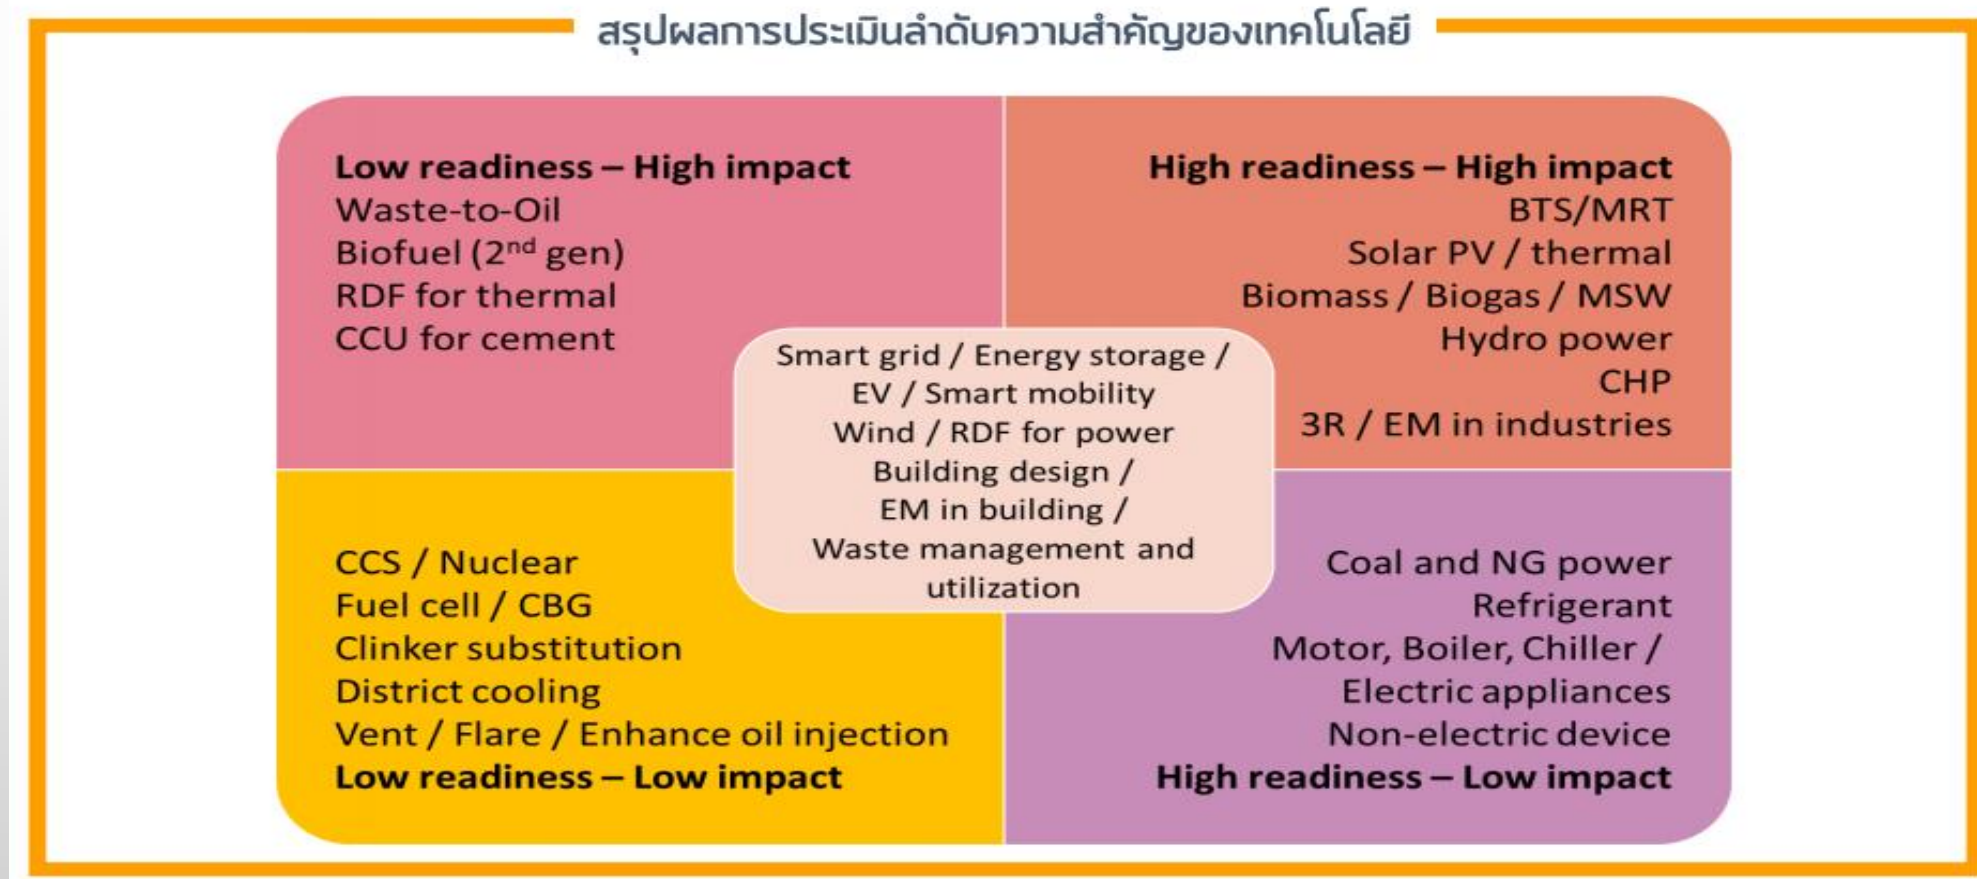 สรุปผลการประเมินลำดับความสำคัญของเทคโนโลยี
Low readiness – High impact
Waste-to-Oil
Biofuel (2nd gen)
RDF for thermal
CCU for cement
High readiness – High impact
BTS/MRT
Solar PV / thermal
Biomass / Biogas / MSW
Hydro power
CHP
3R / EM in industries
Smart grid / Energy storage /
EV / Smart mobility
Wind / RDF for power
Building design /
EM in building /
Waste management and
utilization
CCS / Nuclear
Fuel cell / CBG
Clinker substitution
District cooling
Vent / Flare / Enhance oil injection
Low readiness – Low impact
Coal and NG power
Refrigerant
Motor, Boiler, Chiller /
Electric appliances
Non-electric device
High readiness – Low impact